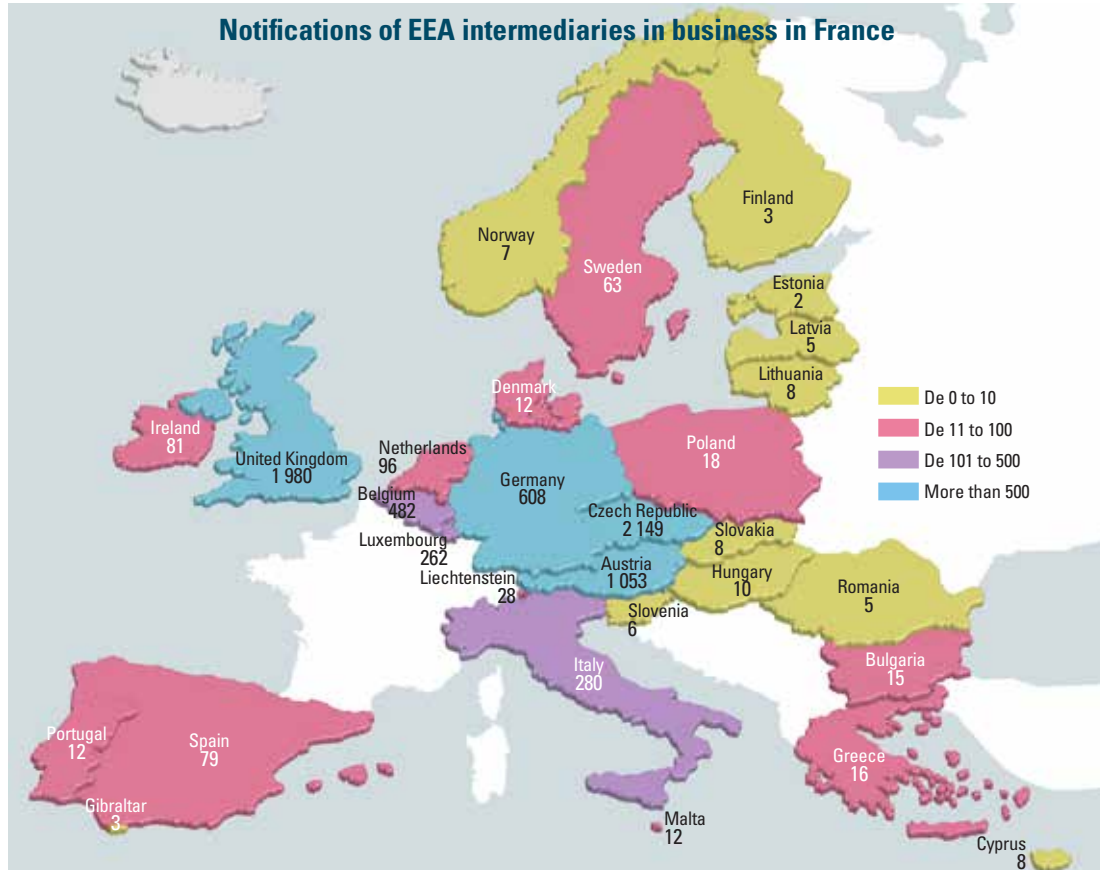 Notifications of EEA intermediaries in business in France
Finland
3
Norway
7
Sweden
63
Estonia
2
Latvia
5
Lithuania
8
De 0 to 10
De 11 to 100
De 101 to 500
More than 500
Denmark
12
Ireland
81
United Kingdom
1 980
Netherlands
96
Poland
18
Germany
608
Belgium
482
Czech Republic
2 149
Slovakia
8
Luxembourg
262
Austria
1 053
Hungary
10
Liechtenstein
28
Romania
5
Slovenia
6
Italy
280
Bulgaria
15
Portugal
12
Spain
79
Greece
16
Gibraltar
3
Malta
12
Cyprus
8